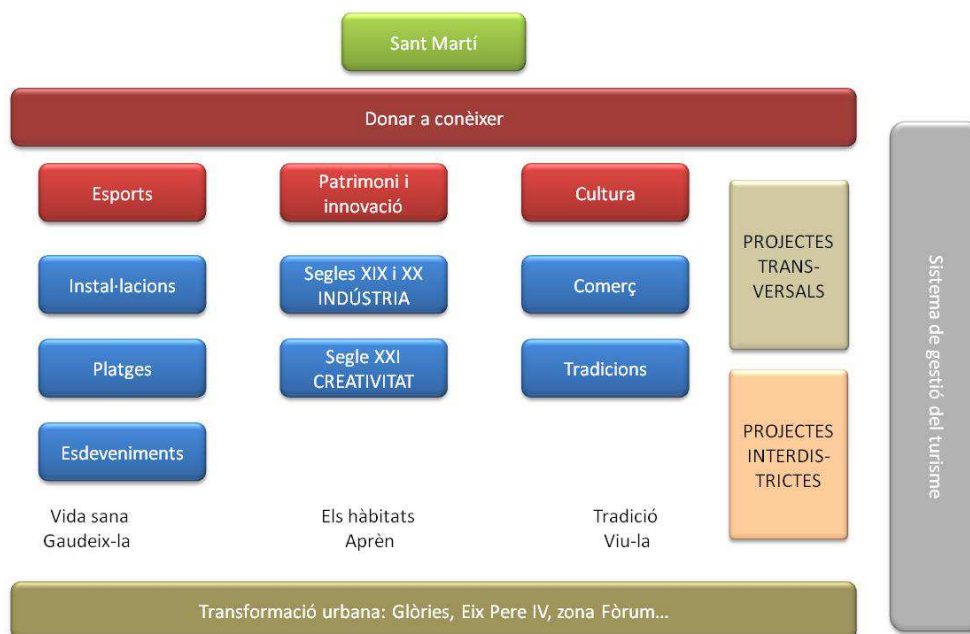 Sant Martí
Donar a conèixer
Esports
Patrimoni i
innovació
Cultura
Instal·lacions
Segles XIX i XX
INDÚSTRIA
Comerç
Platges
Segle XXI
CREATIVITAT
Tradicions
Esdeveniments
Vida sana
Gaudeix-la
Els hàbitats
Aprèn
Tradició
Viu-la
PROJECTES
TRANS-
VERSALS
PROJECTES
INTERDIS-
TRICTES
Sistema de gestió del turisme
Transformació urbana: Glòries, Eix Pere IV, zona Fòrum...